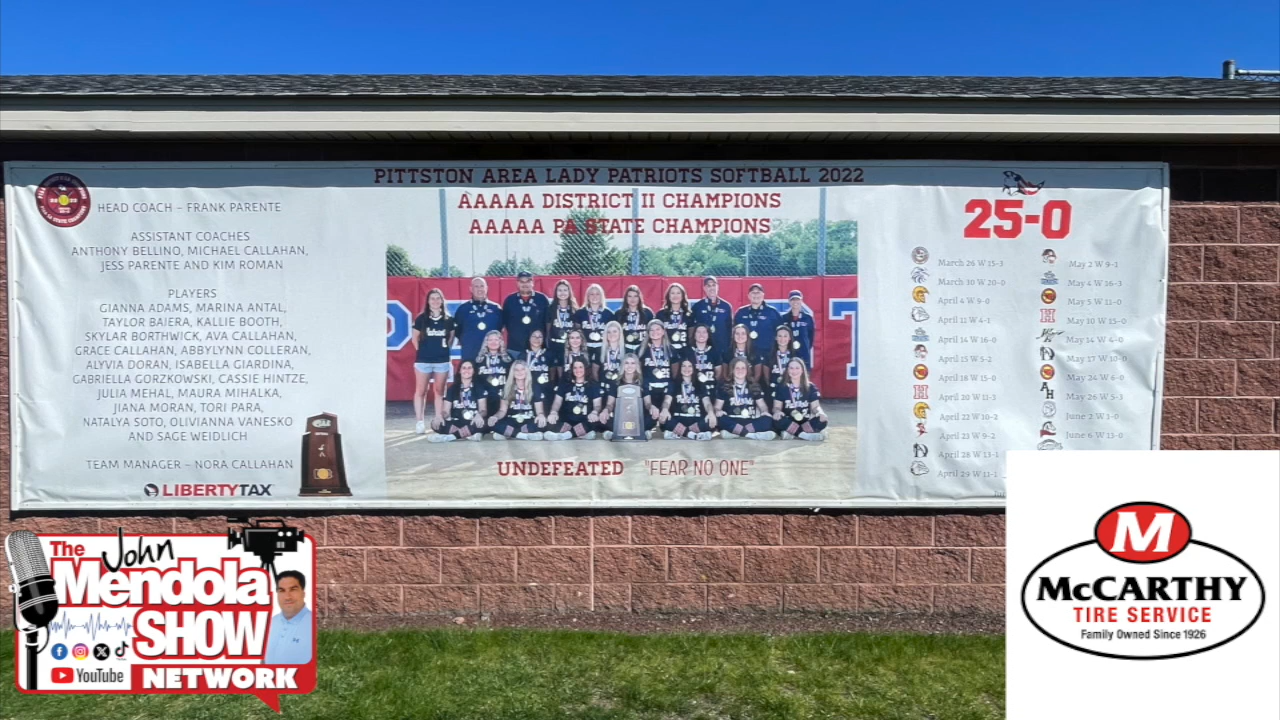 PITTSTON AREA LADY PATRIOTS SOFTBALL 2022
AAAAA DISTRICT II CHAMPIONS
AAAAA PA STATE CHAMPIONS
HEAD COACH – FRANK PARENTE
ASSISTANT COACHES
ANTHONY BELLINO, MICHAEL CALLAHAN,
JESS PARENTE AND KIM ROMAN
PLAYERS
GIANNA ADAMS, MARINA ANTAL,
TAYLOR BAIERA, KALLIE BOOTH,
SKYLAR BORTHWICK, AVA CALLAHAN,
GRACE CALLAHAN, ABBYLYNN COLLERAN,
ALYVIA DORAN, ISABELLA GIARDINA,
GABRIELLA GORZKOWSKI, CASSIE HINTZE,
JULIA MEHAL, MAURA MIHALKA,
JIANA MORAN, TORI PARA,
NATALYA SOTO, OLIVIANNA VANESKO
AND SAGE WEIDLICH
TEAM MANAGER – NORA CALLAHAN
LIBERTYTAX
UNDEFEATED "FEAR NO ONE"
25-0
March 26 W 15-3
March 30 W 20-0
April 4 W 9-0
April 11 W 4-1
April 14 W 16-0
April 15 W 5-2
April 18 W 15-0
April 20 W 11-2
April 22 W 10-2
April 23 W 9-2
April 28 W 13-1
April 29 W 11-1
May 2 W 9-1
May 4 W 16-3
May 5 W 11-0
May 10 W 15-0
May 14 W 4-0
May 17 W 10-0
May 24 W 6-0
May 26 W 5-3
June 2 W 1-0
June 6 W 13-0
The John
Mendola
SHOW
YouTube
NETWORK
M
McCARTHY
TIRE SERVICE
Family Owned Since 1926